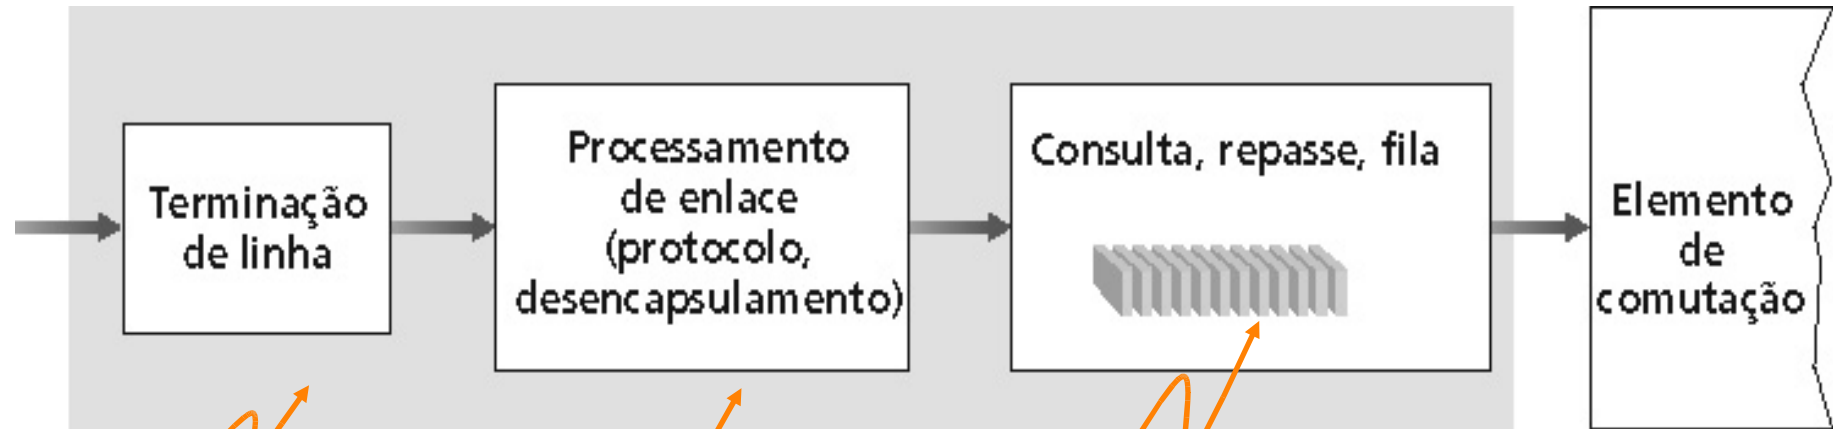 Terminação
de linha
Processamento
de enlace
(protocolo,
desencapsulamento)
Consulta, repasse, fila
Elemento
de
comutação